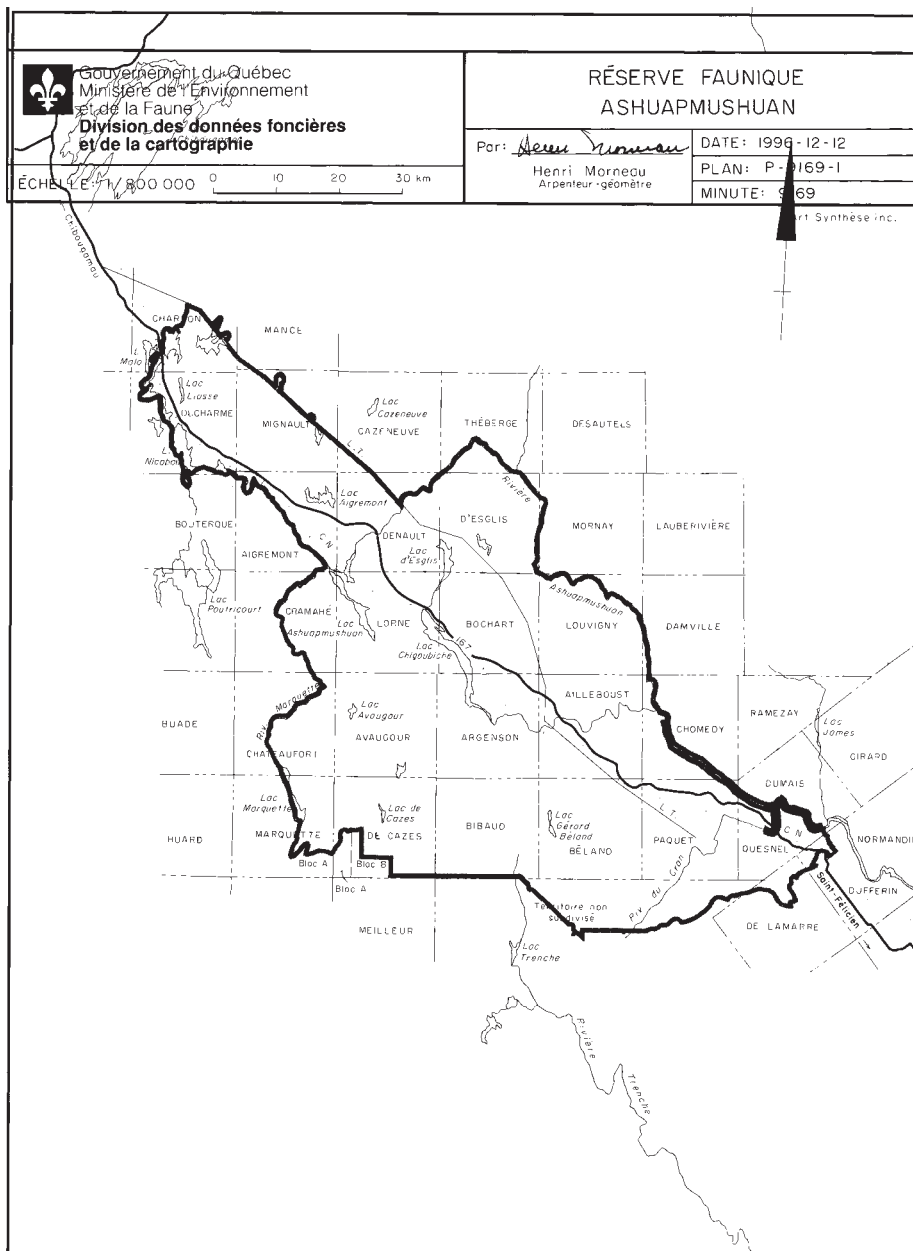 Gouvernement du Québec
Ministère de l'Environnement
et de la Faune
Division des données foncières
et de la cartographie
ÉCHELLE: 1/800 000
0 10 20 30 km
RÉSERVE FAUNIQUE
ASHUAPMUSHUAN
Par:
Henri Morneau
Arpenteur-géomètre
DATE: 1996-12-12
PLAN: P-9169-1
MINUTE: 9169
Synthèse inc.
Chibougamau
CHARRON
MANCE
L.
Malo
Lac
Liasse
DUCHARME
MIGNAULT
L.T.
Lac
Cazeneuve
CAZENEUVE
THÉBERGE
DESAUTELS
Nicabau
Rivière
Lac
Aigremont
BOUTEROUE
AIGREMONT
C N
DENAULT
Lac
d'Esglis
D'ESGLIS
MORNAY
LAUBERIVIÈRE
Lac
Poutrincourt
CRAMAHÉ
Lac
Ashuapmushuan
LORNE
167
Lac
Chigoubiche
BOCHART
Ashuapmushuan
LOUVIGNY
DAMVILLE
Riv. Marquette
BUADE
CHATEAUFORT
Lac
Avaugour
AVAUGOUR
ARGENSON
AILLEBOUST
CHOMEDY
RAMEZAY
Lac
James
GIRARD
DUMAIS
Lac
Marquette
HUARD
MARQUETTE
Bloc A
Lac de
Cazes
DE CAZES
Bloc B
Bloc A
BIBAUD
Lac
Gérard
Béland
BÉLAND
L.T.
PAQUET
QUESNEL
C N
NORMANDIN
DUFFERIN
Saint-Félicien
Riv. du Cran
Territoire non
subdivisé
DE LAMARRE
MEILLEUR
Lac
Trenche
Rivière
Trenche